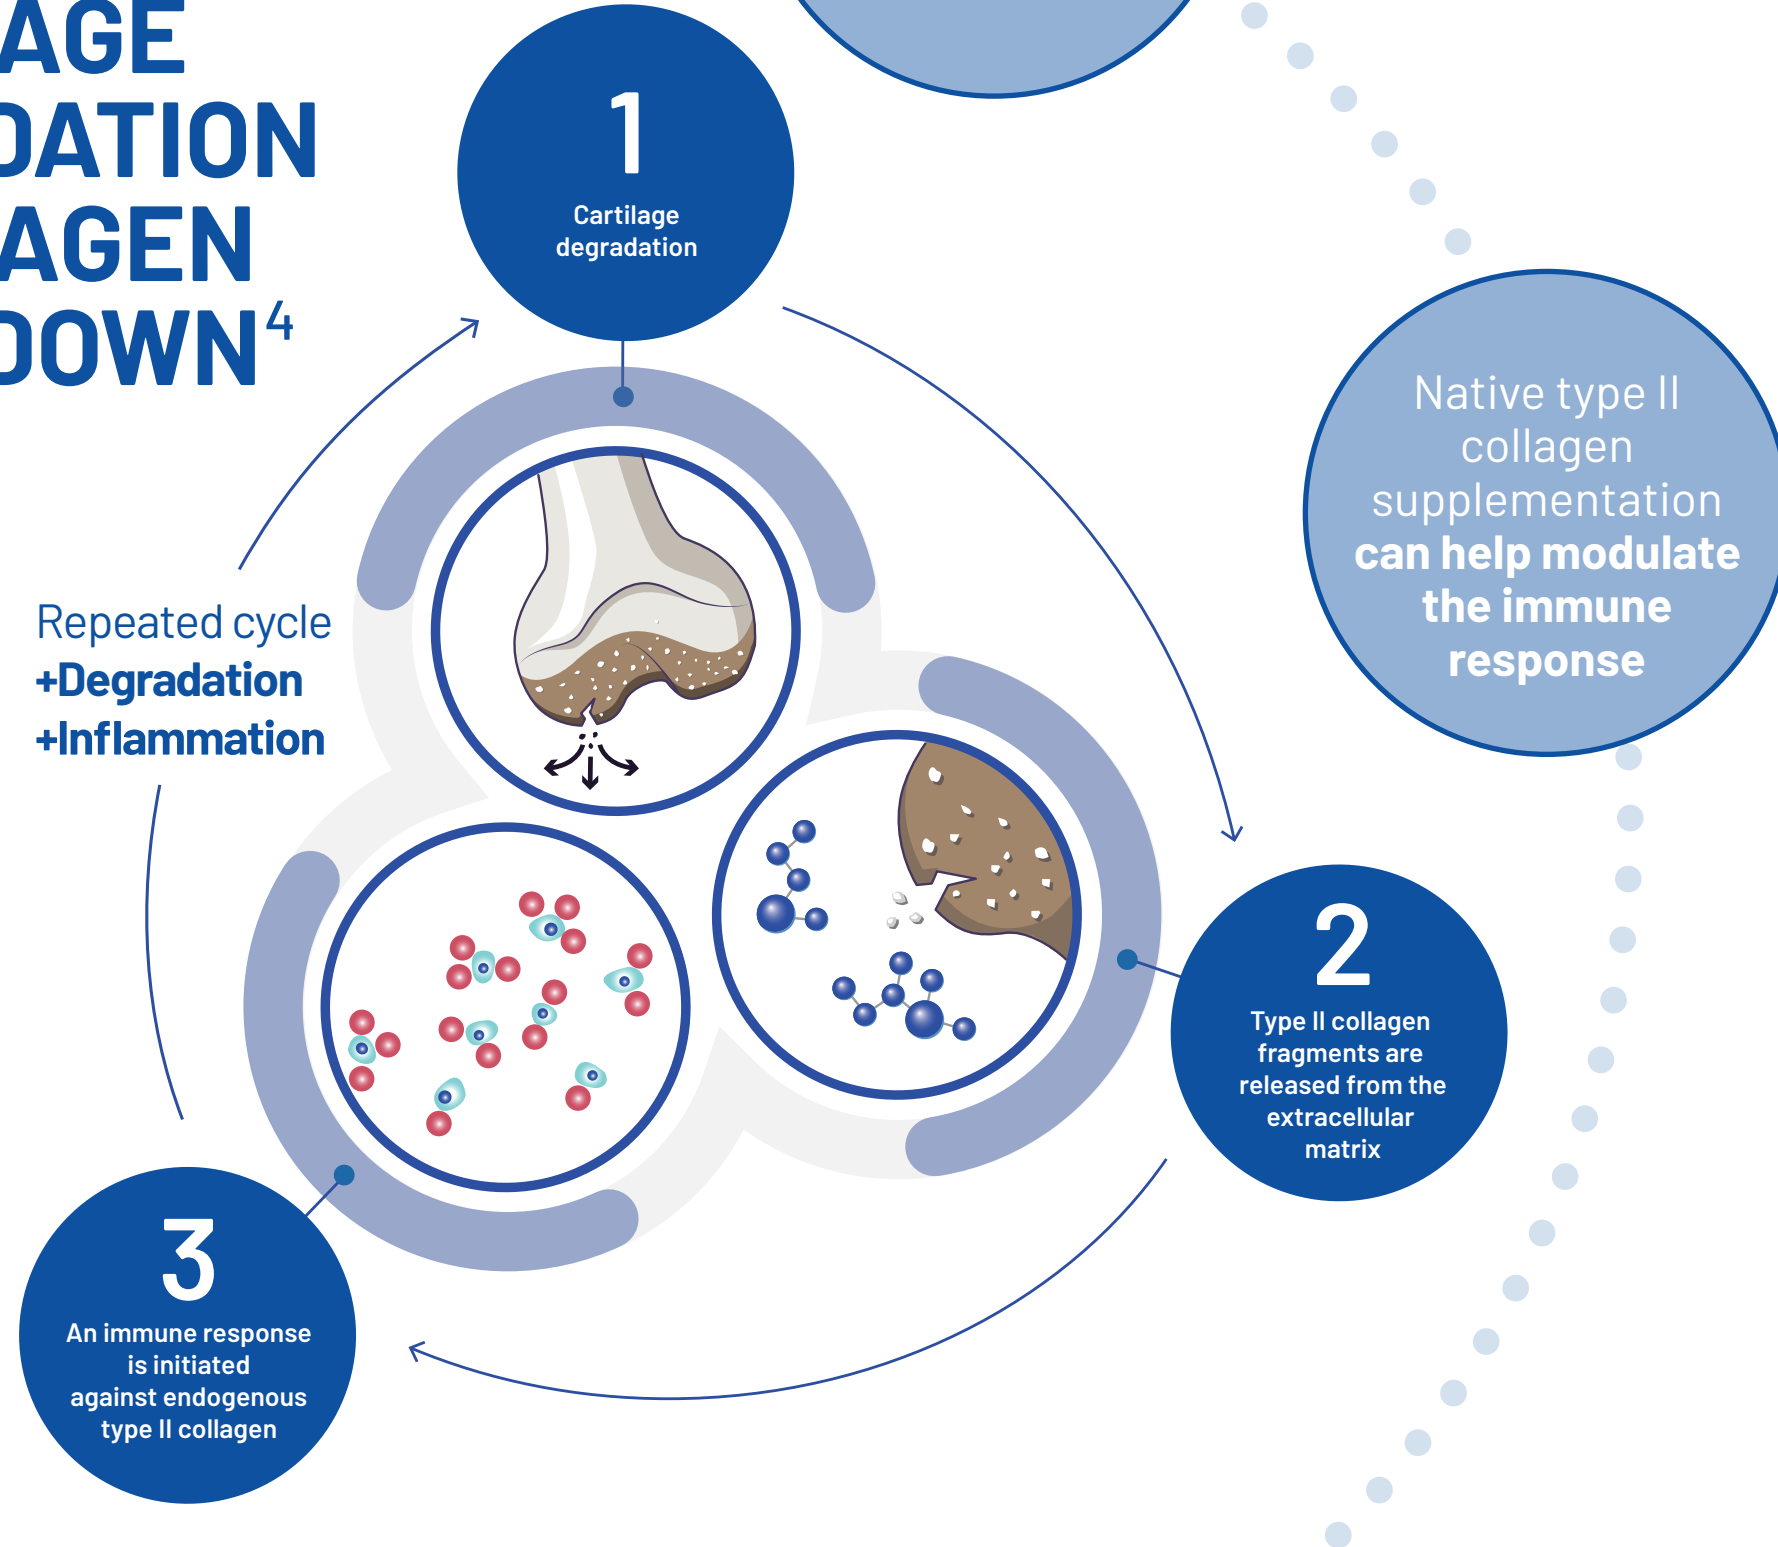 AGE
DATION
AGEN
DOWN4
1
Cartilage
degradation
Native type II
collagen
supplementation
can help modulate
the immune
response
Repeated cycle
+Degradation
+Inflammation
2
Type II collagen
fragments are
released from the
extracellular
matrix
3
An immune response
is initiated
against endogenous
type II collagen